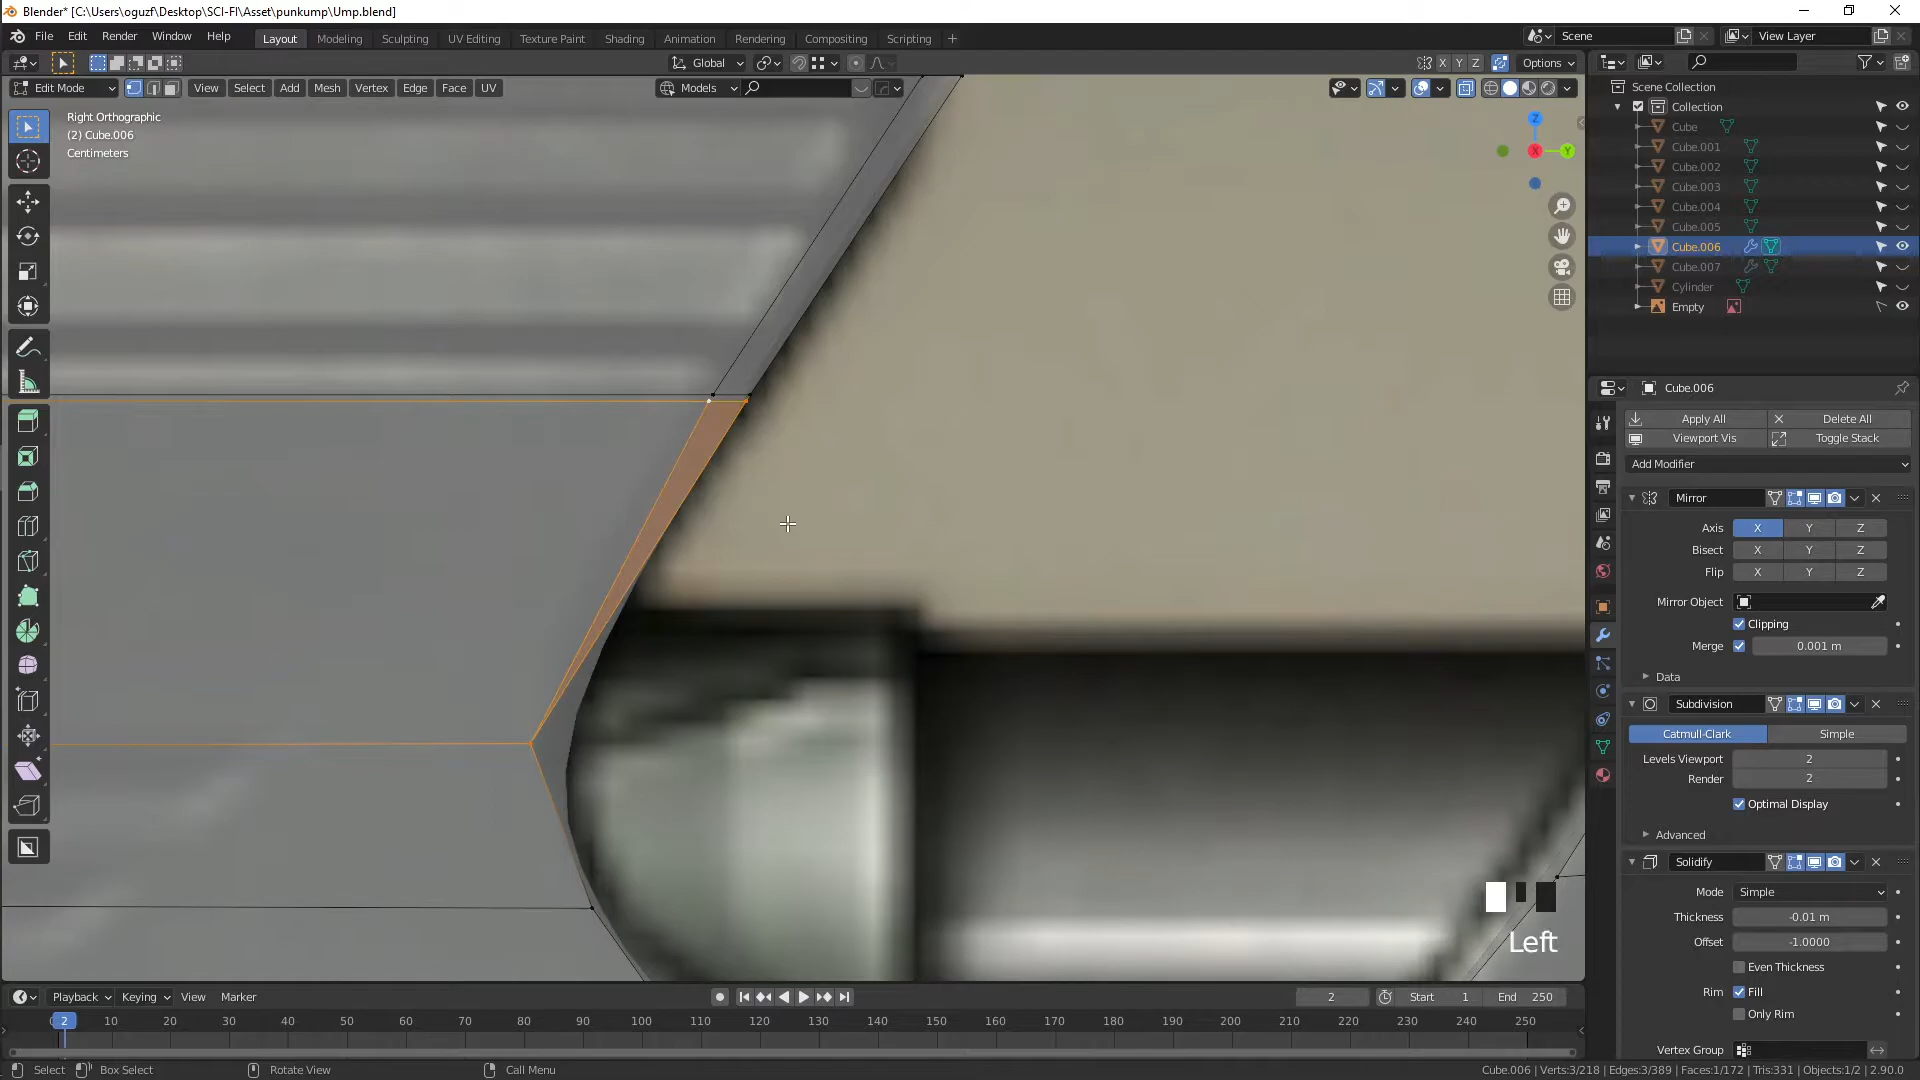 Blender* [C:\Users\oguzf\Desktop\SCI-FI\Asset\punkump\Ump.blend]
File Edit Render Window Help
Layout Modeling Sculpting UV Editing Texture Paint Shading Animation Rendering Compositing Scripting +
Scene
View Layer
Global
X Y Z
Options
Edit Mode
View Select Add Mesh Vertex Edge Face UV
Models
Right Orthographic
(2) Cube.006
Centimeters
Z
X
Y
Left
Scene Collection
Collection
Cube
Cube.001
Cube.002
Cube.003
Cube.004
Cube.005
Cube.006
Cube.007
Cylinder
Empty
Cube.006
Apply All
Delete All
Viewport Vis
Toggle Stack
Add Modifier
Mirror
Axis X Y Z
Bisect X Y Z
Flip X Y Z
Mirror Object
Clipping
Merge 0.001 m
Data
Subdivision
Catmull-Clark Simple
Levels Viewport 2
Render 2
Optimal Display
Advanced
Solidify
Mode Simple
Thickness -0.01 m
Offset -1.0000
Even Thickness
Rim Fill
Only Rim
Vertex Group
Playback Keying View Marker
2
Start 1
End 250
2 10 20 30 40 50 60 70 80 90 100 110 120 130 140 150 160 170 180 190 200 210 220 230 240 250
Select Box Select Rotate View Call Menu
Cube.006 | Verts:3/218 | Edges:3/389 | Faces:1/172 | Tris:331 | Objects:1/2 | 2.90.0